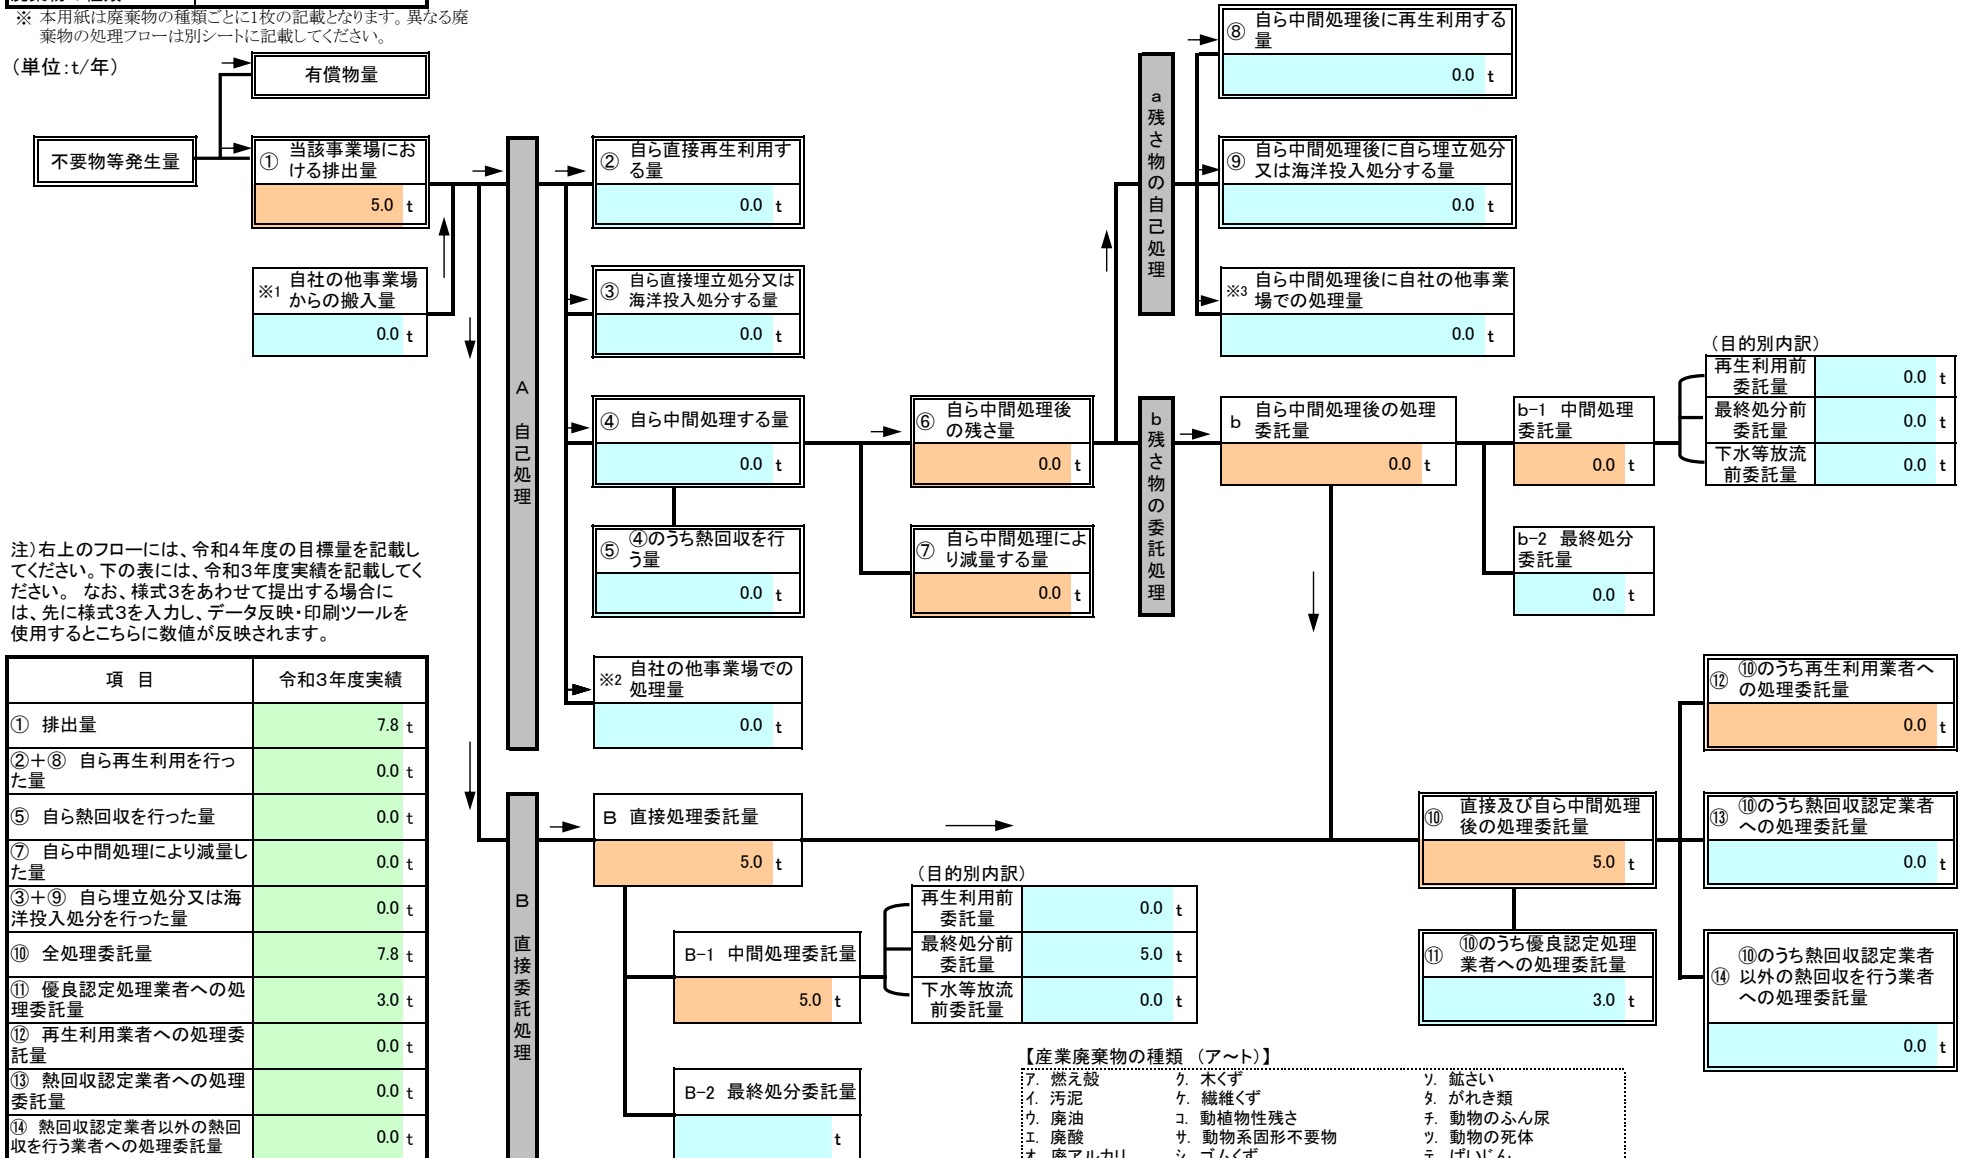 ※ 本用紙は廃棄物の種類ごとに1枚の記載となります。異なる廃
棄物の処理フローは別シートに記載してください。
(単位:t/年)
有償物量
不要物等発生量
① 当該事業場にお
ける排出量
5.0 t
※1 自社の他事業場
からの搬入量
0.0 t
A 自己処理
② 自ら直接再生利用す
る量
0.0 t
③ 自ら直接埋立処分又は
海洋投入処分する量
0.0 t
④ 自ら中間処理する量
0.0 t
⑤ ④のうち熱回収を行
う量
0.0 t
※2 自社の他事業場での
処理量
0.0 t
⑥ 自ら中間処理後
の残さ量
0.0 t
⑦ 自ら中間処理によ
り減量する量
0.0 t
a残さ物の自己処理
⑧ 自ら中間処理後に再生利用する
量
0.0 t
⑨ 自ら中間処理後に自ら埋立処分
又は海洋投入処分する量
0.0 t
※3 自ら中間処理後に自社の他事業
場での処理量
0.0 t
b残さ物の委託処理
b 自ら中間処理後の処理
委託量
0.0 t
b-1 中間処理
委託量
0.0 t
b-2 最終処分
委託量
0.0 t
(目的別内訳)
再生利用前
委託量
0.0 t
最終処分前
委託量
0.0 t
下水等放流
前委託量
0.0 t
注)右上のフローには、令和4年度の目標量を記載し
てください。下の表には、令和3年度実績を記載してく
ださい。 なお、様式3をあわせて提出する場合に
は、先に様式3を入力し、データ反映・印刷ツールを
使用するとこちらに数値が反映されます。
項 目 令和3年度実績
① 排出量 7.8 t
②+⑧ 自ら再生利用を行っ
た量
0.0 t
⑤ 自ら熱回収を行った量 0.0 t
⑦ 自ら中間処理により減量し
た量
0.0 t
③+⑨ 自ら埋立処分又は海
洋投入処分を行った量
0.0 t
⑩ 全処理委託量 7.8 t
⑪ 優良認定処理業者への処
理委託量
3.0 t
⑫ 再生利用業者への処理委
託量
0.0 t
⑬ 熱回収認定業者への処理
委託量
0.0 t
⑭ 熱回収認定業者以外の熱回
収を行う業者への処理委託量
0.0 t
B 直接委託処理
B 直接処理委託量
5.0 t
B-1 中間処理委託量
5.0 t
B-2 最終処分委託量
t
(目的別内訳)
再生利用前
委託量
0.0 t
最終処分前
委託量
5.0 t
下水等放流
前委託量
0.0 t
⑩ 直接及び自ら中間処理
後の処理委託量
5.0 t
⑪ ⑩のうち優良認定処理
業者への処理委託量
3.0 t
⑫ ⑩のうち再生利用業者へ
の処理委託量
0.0 t
⑬ ⑩のうち熱回収認定業者
への処理委託量
0.0 t
⑭ ⑩のうち熱回収認定業者
以外の熱回収を行う業者
への処理委託量
0.0 t
【産業廃棄物の種類 (ア~ト)】
ア. 燃え殻 ク. 木くず ソ. 鉱さい
イ. 汚泥 ケ. 繊維くず タ. がれき類
ウ. 廃油 コ. 動植物性残さ チ. 動物のふん尿
エ. 廃酸 サ. 動物系固形不要物 ツ. 動物の死体
オ. 廃アルカリ シ. ゴムくず テ. ばいじん